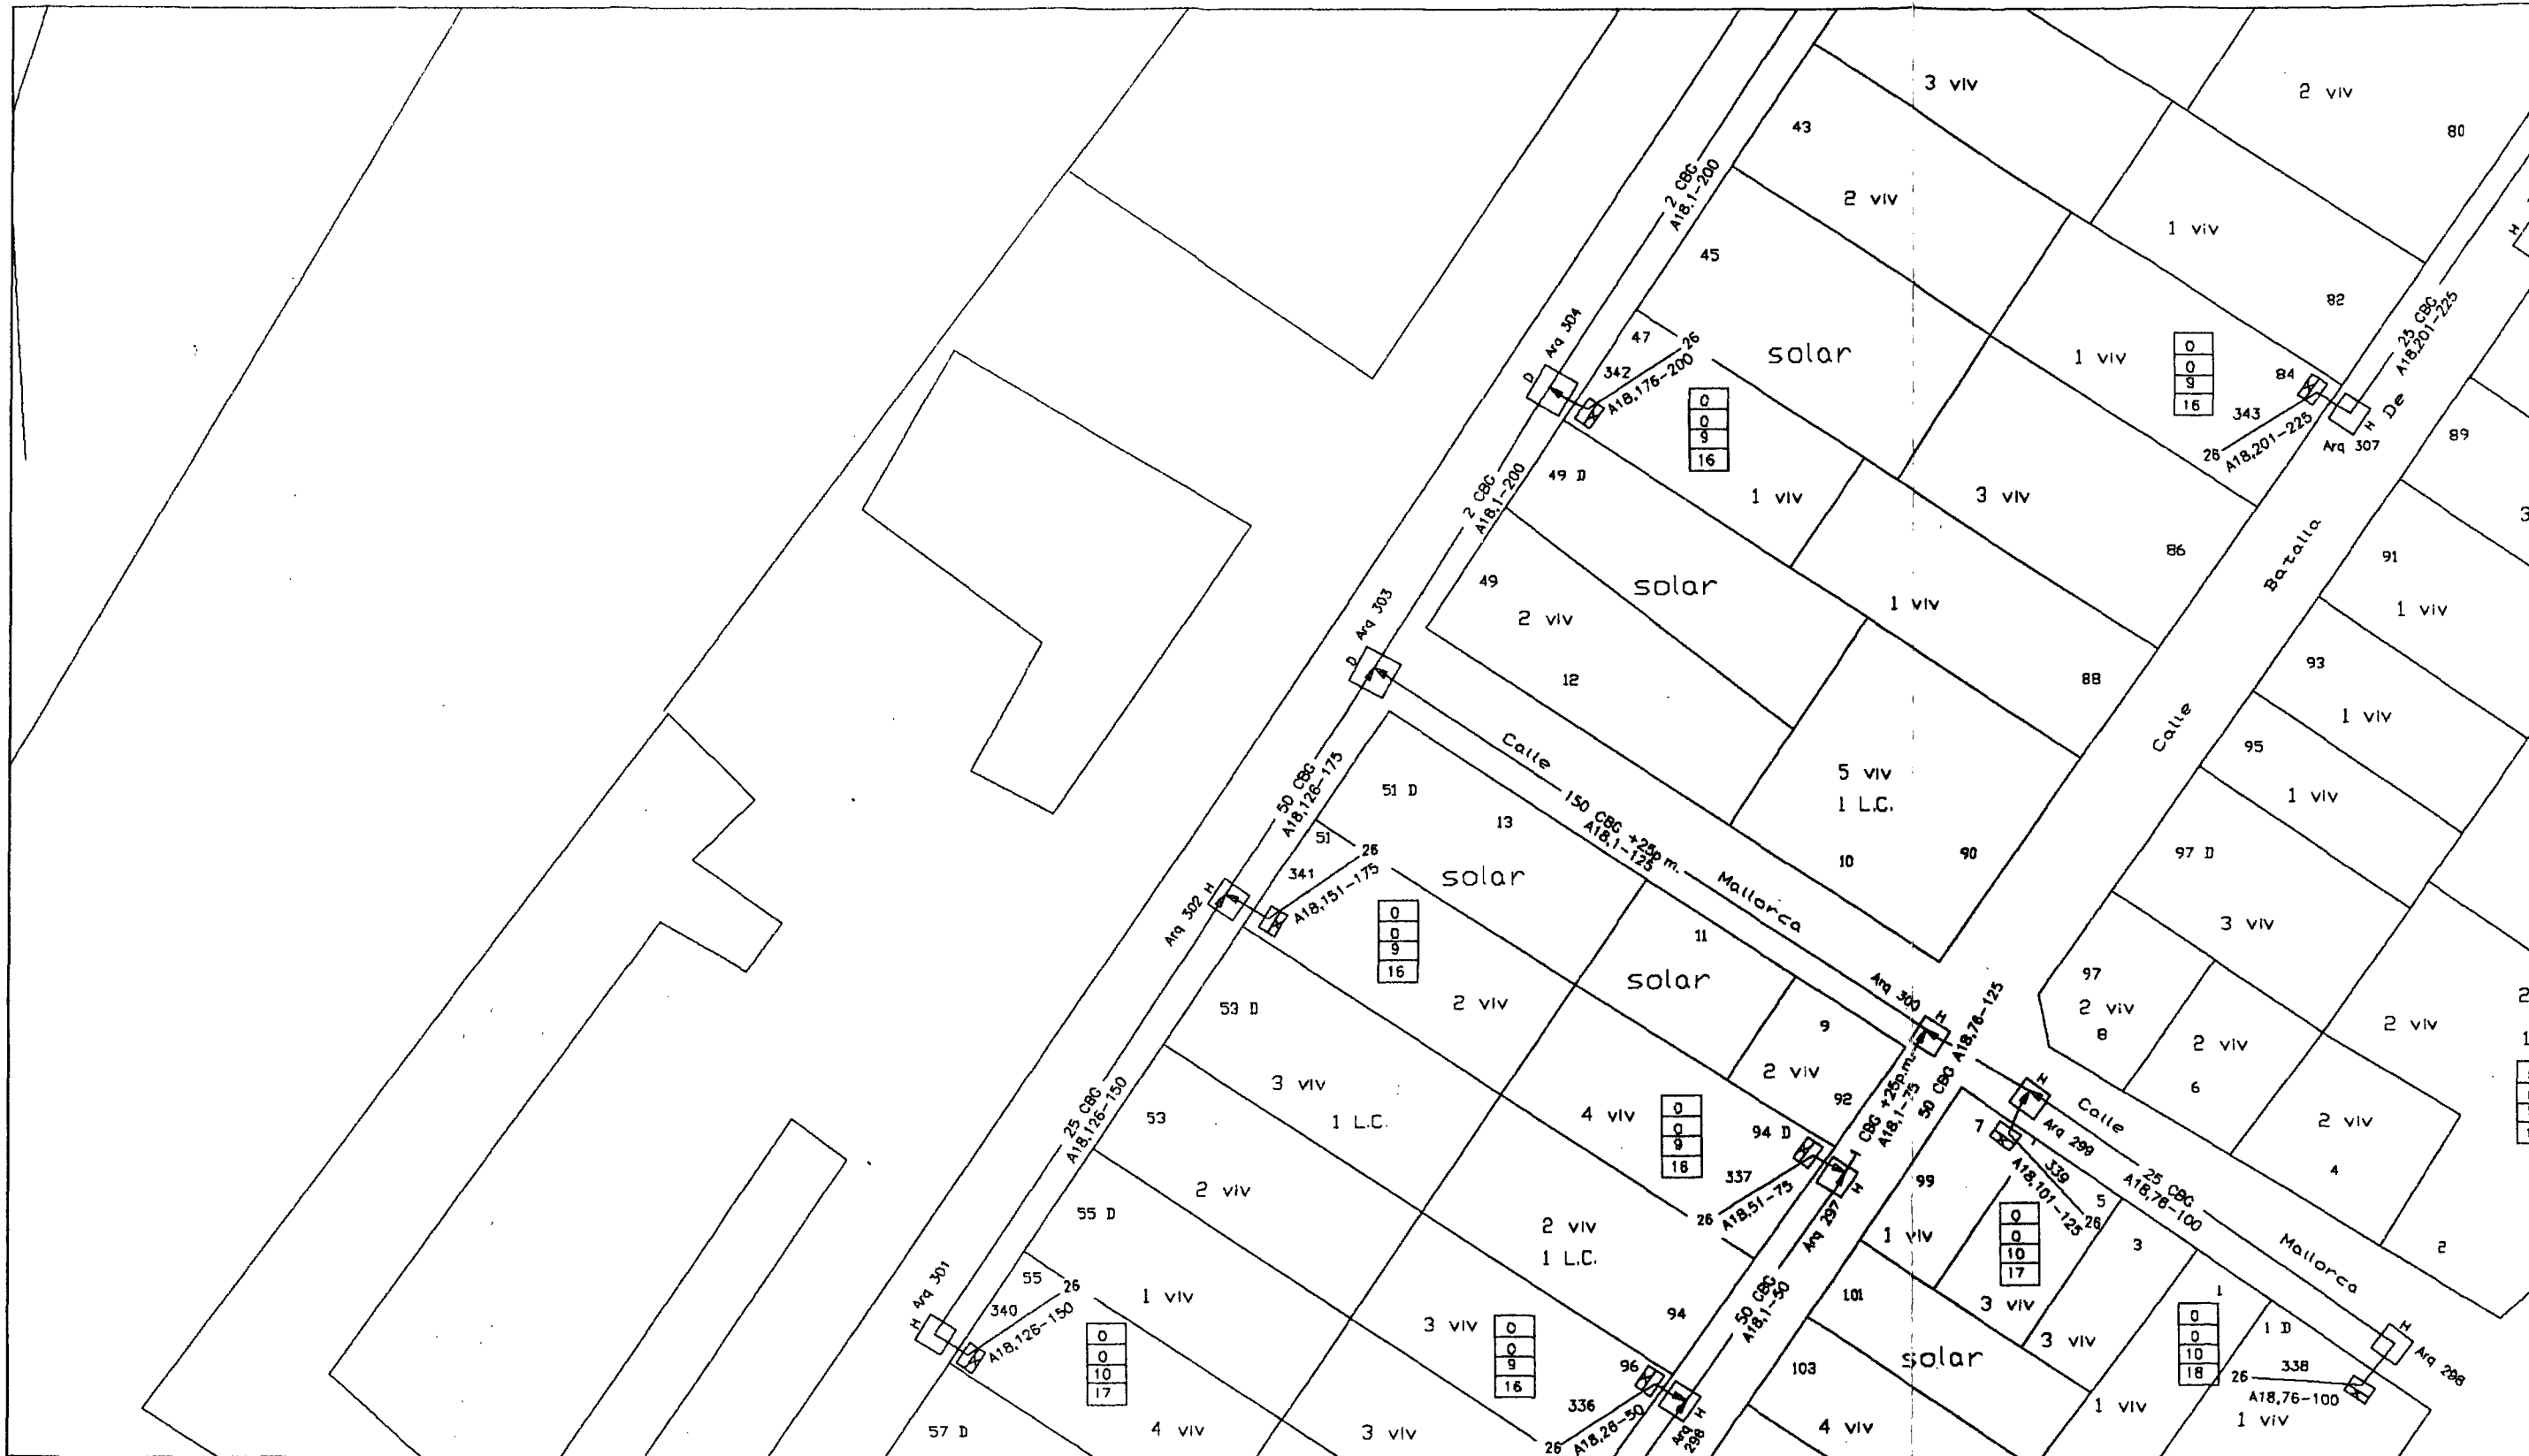 3 viv
2 viv
80
43
2 CBG
A18,1-200
2 viv
1 viv
45
82
25 CBG
A18,201-225
H
Arq 304
D
47
26
342
A18,176-200
solar
0
0
9
16
1 viv
0
0
9
16
84
343
26
A18,201-225
H
De
Arq 307
89
2 CBG
A18,1-200
49 D
1 viv
3 viv
86
Batalla
91
1 viv
49
solar
1 viv
2 viv
Arq 303
D
12
88
93
1 viv
Calle
95
1 viv
Calle
50 CBG
A18,126-175
51 D
13
150 CBG +25p.m.
A18,1-125
5 viv
1 L.C.
10
90
97 D
51
26
341
A18,151-175
solar
Mallorca
H
Arq 302
0
0
9
16
11
solar
3 viv
97
2 viv
8
2 viv
6
2 viv
53 D
2 viv
Arq 300
H
9
2 viv
92
50 CBG A18,76-125
1 CBG +25p.m.
A18,1-75
3 viv
1 L.C.
4 viv
0
0
9
16
94 D
337
26
A18,51-75
H
Arq 297
7
H
Arq 299
339
A18,101-125
26
Calle
2 viv
4
25 CBG
A18,76-100
Mallorca
2
25 CBG
A18,126-150
53
2 viv
55 D
2 viv
1 L.C.
99
1 viv
0
0
10
17
5
3
3 viv
3 viv
Arq 301
H
55
26
340
A18,126-150
1 viv
0
0
10
17
3 viv
0
0
9
16
94
50 CBG
A18,1-50
101
103
solar
1
1 D
0
0
10
18
338
26
A18,76-100
H
Arq 298
1 viv
1 viv
57 D
4 viv
3 viv
96
336
26
A18,26-50
H
Arq
4 viv